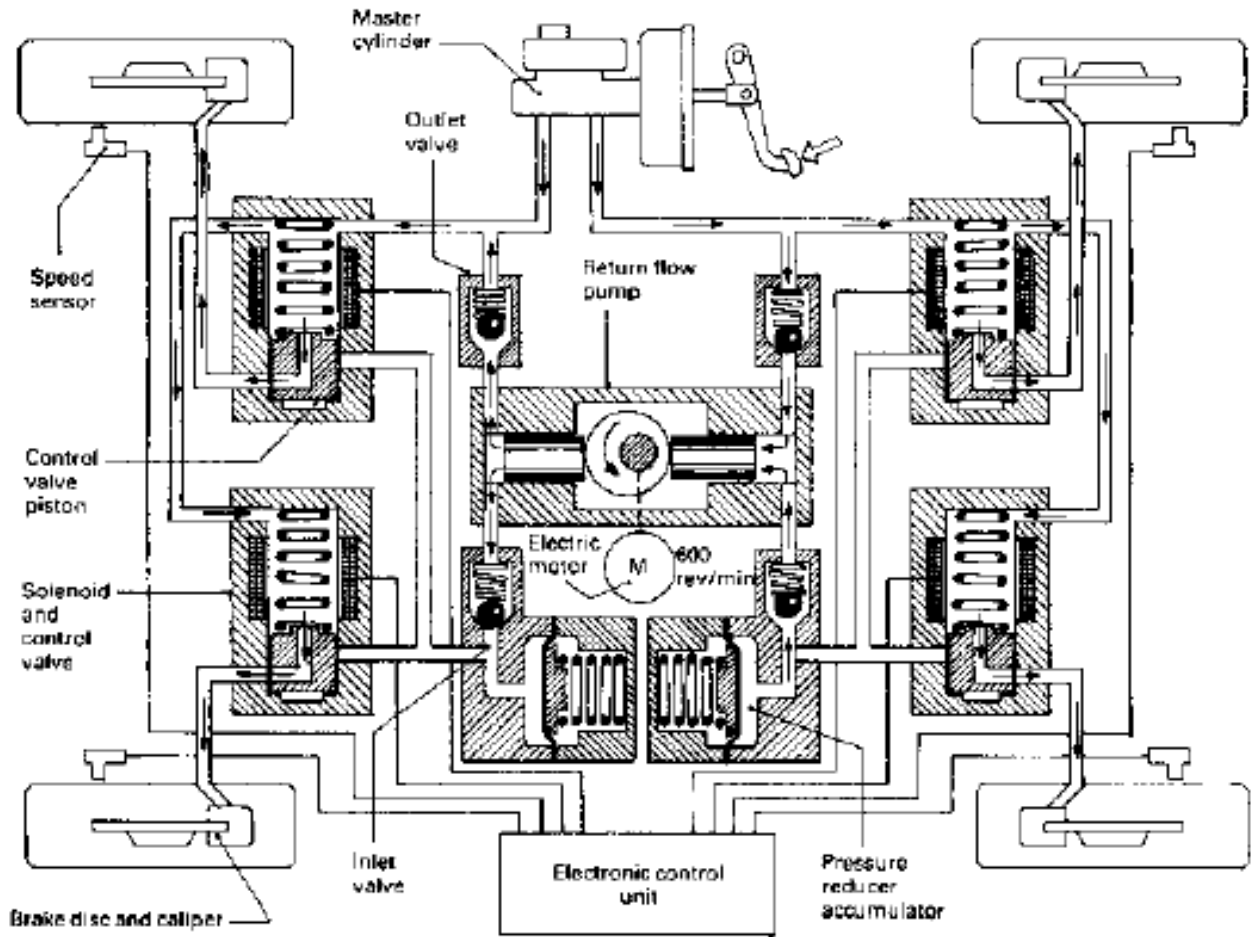 Master
cylinder
Outlet
valve
Speed
sensor
Return flow
pump
Control
valve
piston
Electric
motor
M
600
rev/min
Solenoid
and
control
valve
Inlet
valve
Electronic control
unit
Pressure
reducer
accumulator
Brake disc and caliper